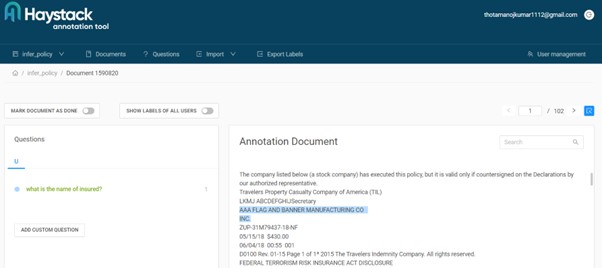 Haystack
annotation tool
thotamanojkumar1112@gmail.com
infer_policy
Documents
? Questions
Import
Export Labels
User management
/ infer_policy / Document 1590820
MARK DOCUMENT AS DONE
SHOW LABELS OF ALL USERS
< 1 / 102 >
Questions
U
what is the name of insured?
1
ADD CUSTOM QUESTION
Annotation Document
Search
The company listed below (a stock company) has executed this policy, but it is valid only if countersigned on the Declarations by
our authorized representative.
Travelers Property Casualty Company of America (TIL)
LKMJ ABCDEFGHIJSecretary
AAA FLAG AND BANNER MANUFACTURING CO
INC.
ZUP-31M79437-18-NF
05/15/18 $430.00
06/04/18 00:55 001
D0100 Rev. 01-15 Page 1 of 1ª 2015 The Travelers Indemnity Company. All rights reserved.
FEDERAL TERRORISM RISK INSURANCE ACT DISCLOSURE